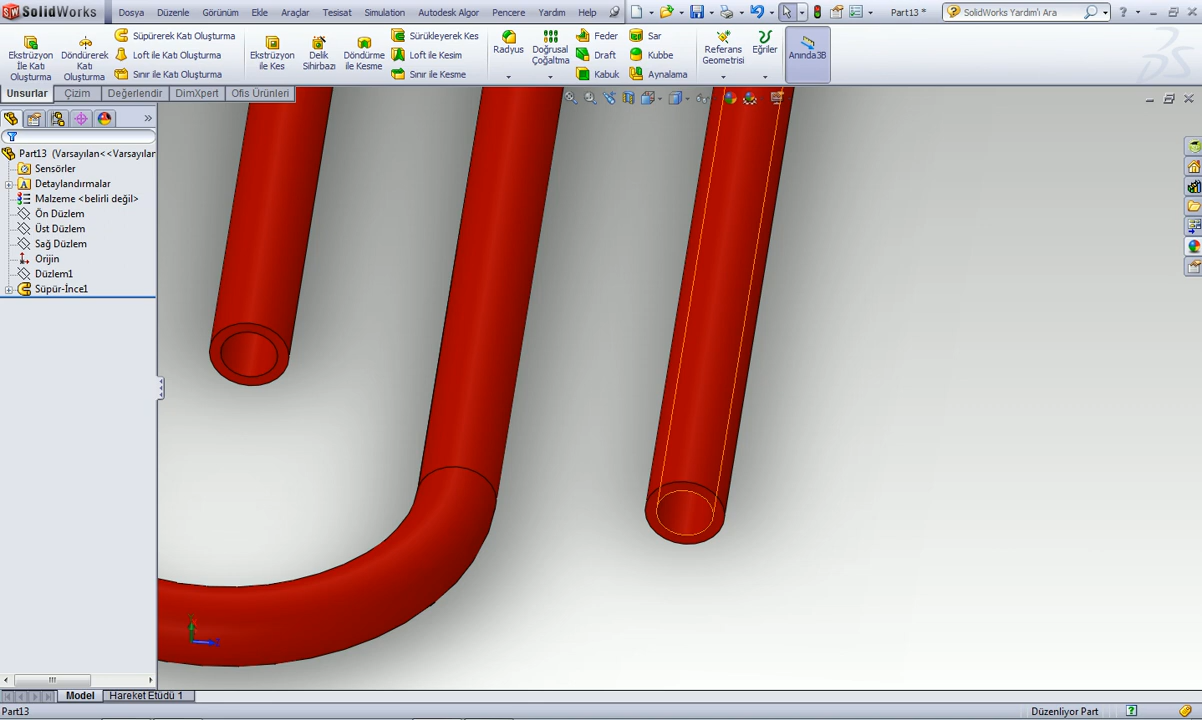 SolidWorks
Dosya Düzenle Görünüm Ekle Araçlar Tesisat Simulation Autodesk Algor Pencere Yardım Help
Part13 *
SolidWorks Yardım'ı Ara
Ekstrüzyon İle Katı Oluşturma
Döndürerek Katı Oluşturma
Süpürerek Katı Oluşturma
Loft ile Katı Oluşturma
Sınır ile Katı Oluşturma
Ekstrüzyon ile Kes
Delik Sihirbazı
Döndürme ile Kesme
Sürükleyerek Kes
Loft ile Kesim
Sınır ile Kesme
Radyus
Doğrusal Çoğaltma
Feder
Draft
Kabuk
Sar
Kubbe
Aynalama
Referans Geometrisi
Eğriler
Anında3B
Unsurlar Çizim Değerlendir DimXpert Ofis Ürünleri
Part13 (Varsayılan<<Varsayılar
Sensörler
Detaylandırmalar
Malzeme <belirli değil>
Ön Düzlem
Üst Düzlem
Sağ Düzlem
Orijin
Düzlem1
Süpür-İnce1
Model Hareket Etüdü 1
Part13
Düzenliyor Part